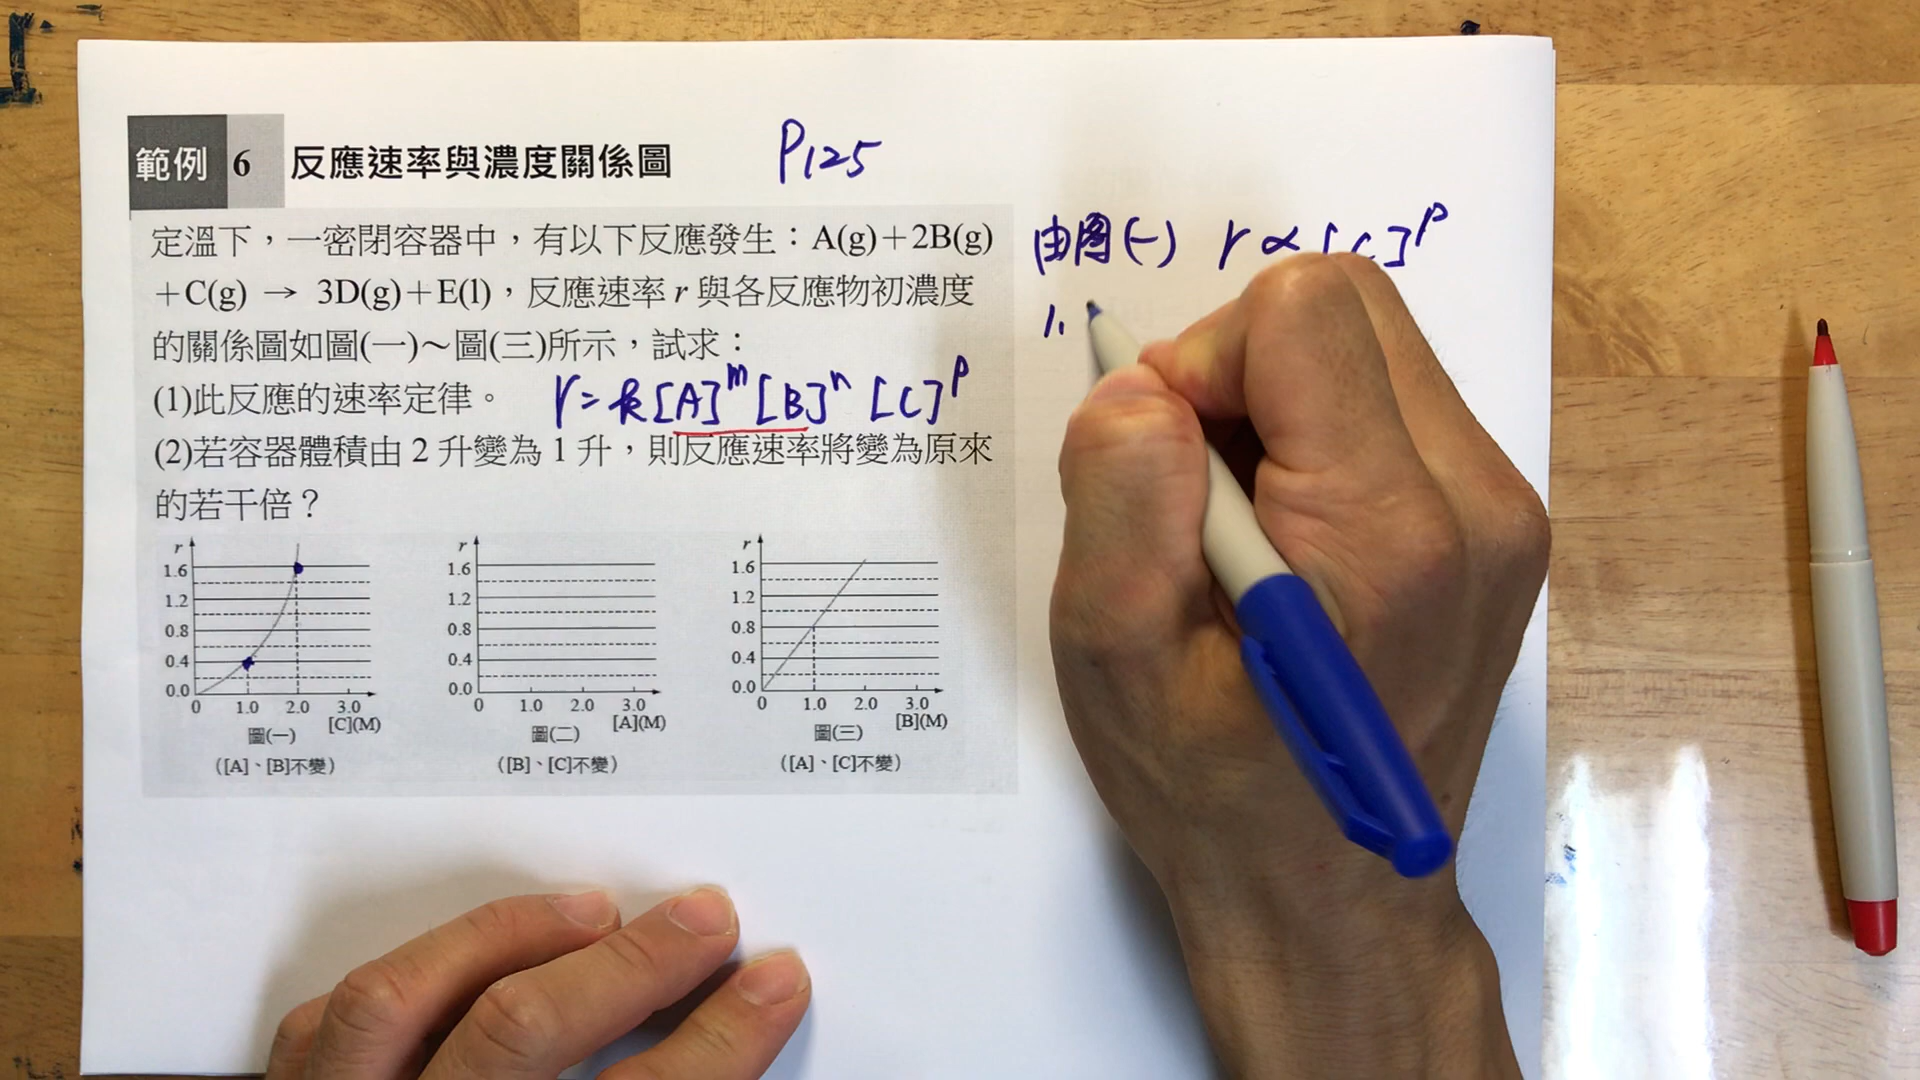 範例 6 反應速率與濃度關係圖
P125
定溫下，一密閉容器中，有以下反應發生：A(g)＋2B(g)
＋C(g) → 3D(g)＋E(l)，反應速率 r 與各反應物初濃度
的關係圖如圖(一)～圖(三)所示，試求：
(1)此反應的速率定律。
r=k[A]ᵐ[B]ⁿ[C]ᵖ
(2)若容器體積由 2 升變為 1 升，則反應速率將變為原來
的若干倍？
r
1.6
1.2
0.8
0.4
0.0
0 1.0 2.0 3.0
[C](M)
圖(一)
([A]、[B]不變)
r
1.6
1.2
0.8
0.4
0.0
0 1.0 2.0 3.0
[A](M)
圖(二)
([B]、[C]不變)
r
1.6
1.2
0.8
0.4
0.0
0 1.0 2.0 3.0
[B](M)
圖(三)
([A]、[C]不變)
由圖(一) r∝[C]ᵖ
1.